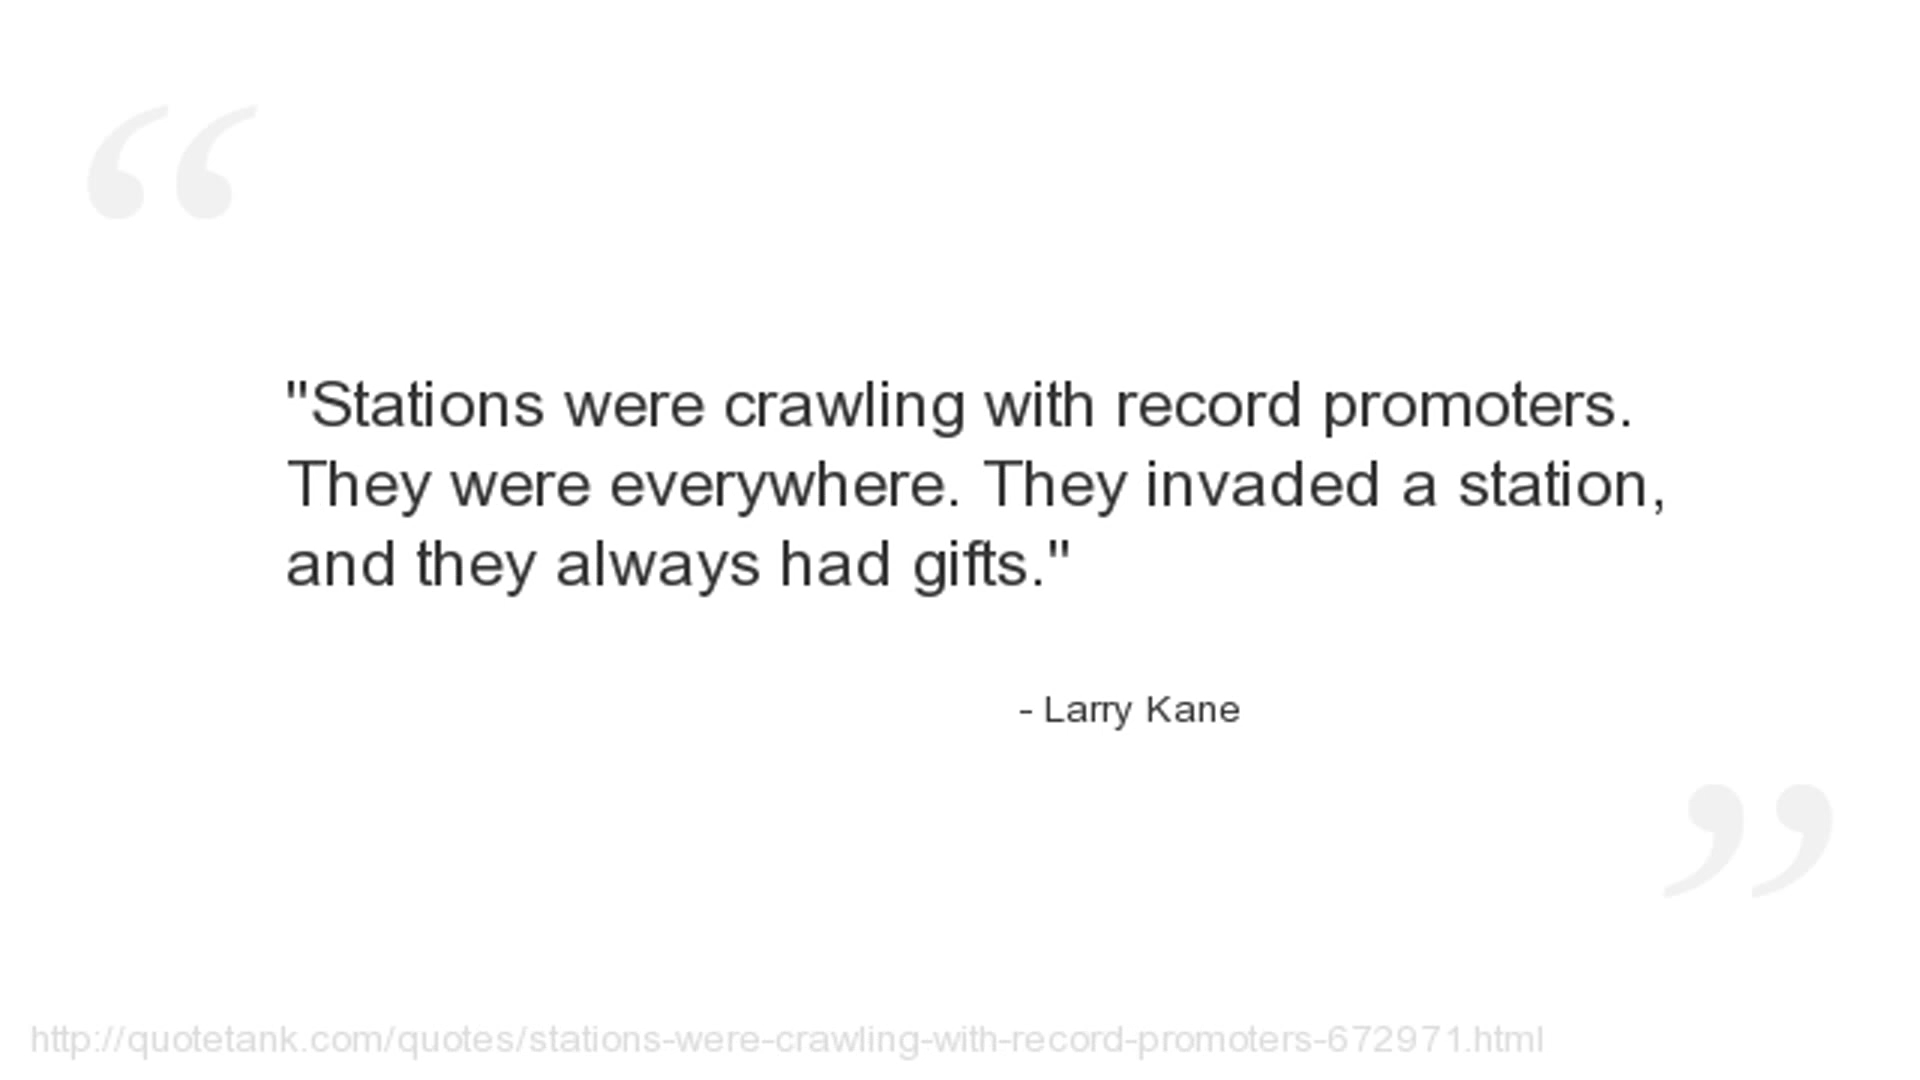 "Stations were crawling with record promoters.
They were everywhere. They invaded a station,
and they always had gifts."
- Larry Kane
http://quotetank.com/quotes/stations-were-crawling-with-record-promoters-672971.html